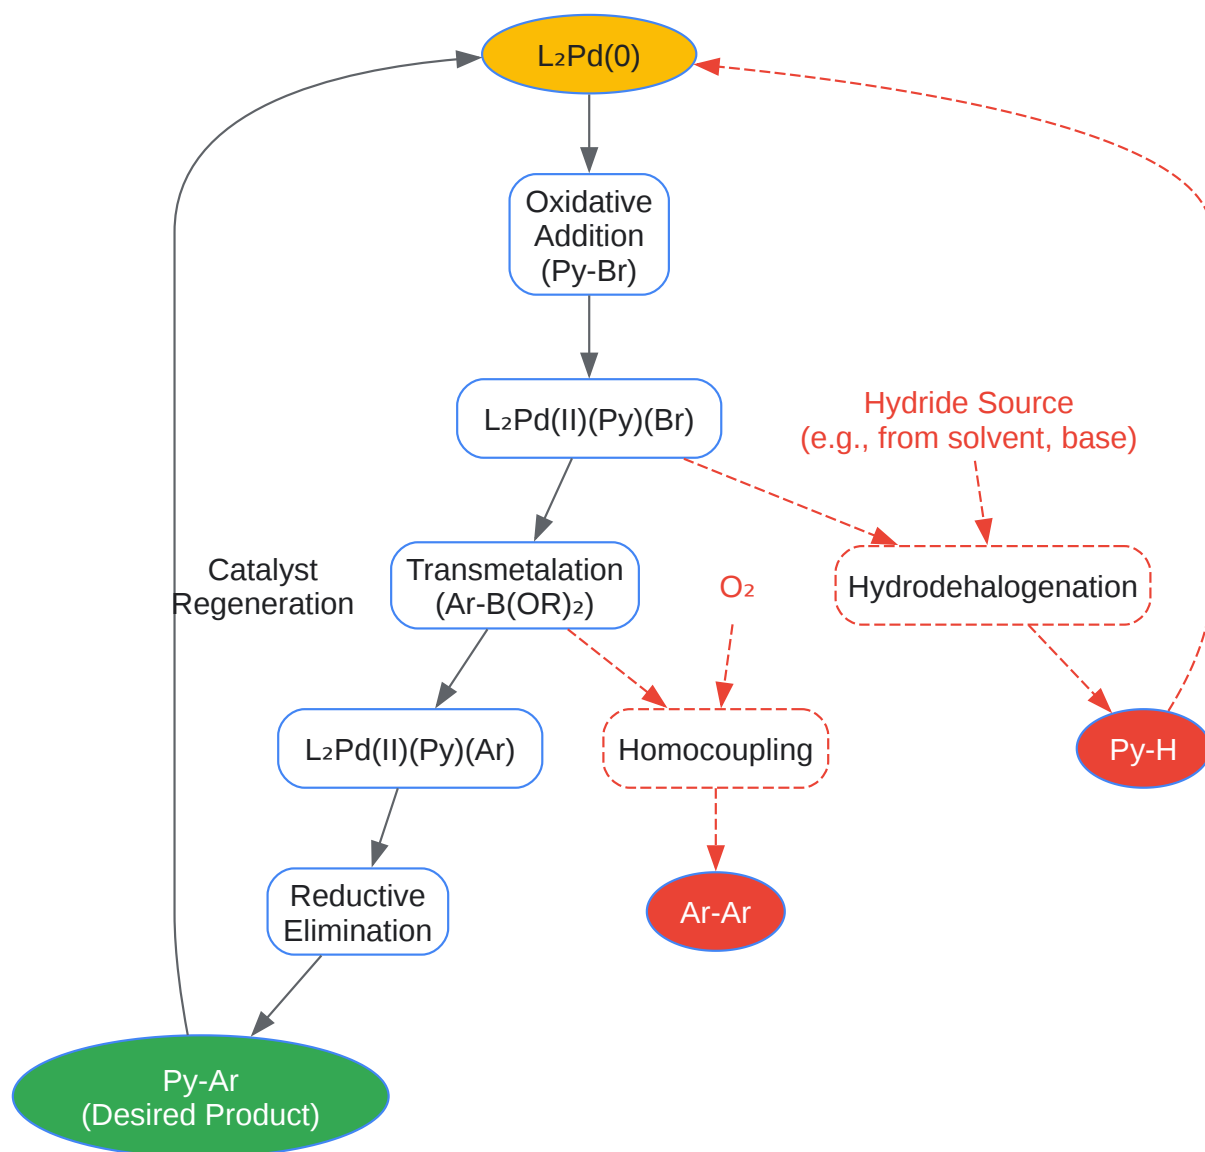 L₂Pd(0)
Oxidative
Addition
(Py-Br)
L₂Pd(II)(Py)(Br)
Hydride Source
(e.g., from solvent, base)
Catalyst
Regeneration
Transmetalation
(Ar-B(OR)₂)
O₂
Hydrodehalogenation
L₂Pd(II)(Py)(Ar)
Homocoupling
Py-H
Reductive
Elimination
Ar-Ar
Py-Ar
(Desired Product)